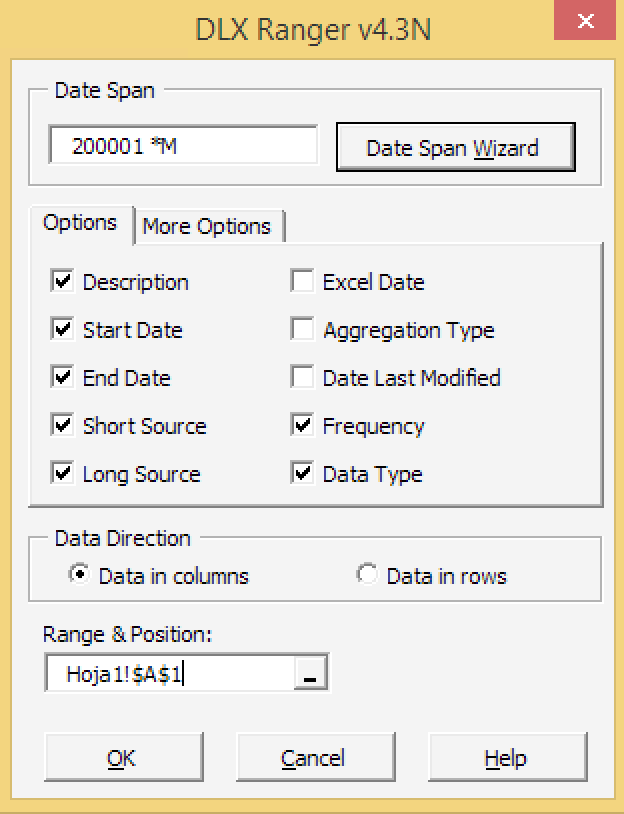 DLX Ranger v4.3N
Date Span
200001 *M
Date Span Wizard
Options
More Options
Description
Excel Date
Start Date
Aggregation Type
End Date
Date Last Modified
Short Source
Frequency
Long Source
Data Type
Data Direction
Data in columns
Data in rows
Range & Position:
Hoja1!$A$1
OK
Cancel
Help